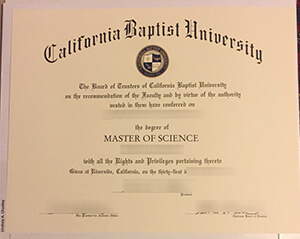 California Baptist University
The Board of Trustees of California Baptist University
on the recommendation of the Faculty and by virtue of the authority
vested in them have conferred on
the degree of
MASTER OF SCIENCE
with all the Rights and Privileges pertaining thereto
Given at Riverside, California, on the thirty-first d